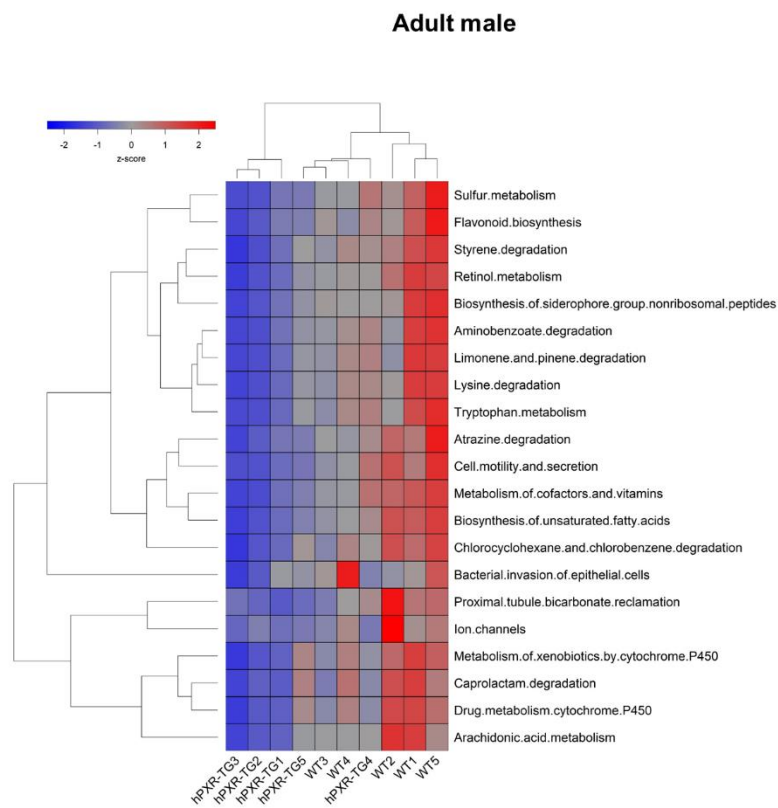 Adult male
-2 -1 0 1 2
z-score
Sulfur.metabolism
Flavonoid.biosynthesis
Styrene.degradation
Retinol.metabolism
Biosynthesis.of.siderophore.group.nonribosomal.peptides
Aminobenzoate.degradation
Limonene.and.pinene.degradation
Lysine.degradation
Tryptophan.metabolism
Atrazine.degradation
Cell.motility.and.secretion
Metabolism.of.cofactors.and.vitamins
Biosynthesis.of.unsaturated.fatty.acids
Chlorocyclohexane.and.chlorobenzene.degradation
Bacterial.invasion.of.epithelial.cells
Proximal.tubule.bicarbonate.reclamation
Ion.channels
Metabolism.of.xenobiotics.by.cytochrome.P450
Caprolactam.degradation
Drug.metabolism.cytochrome.P450
Arachidonic.acid.metabolism
hPXR-TG3
hPXR-TG2
hPXR-TG1
hPXR-TG5
WT3
WT4
hPXR-TG4
WT2
WT1
WT5